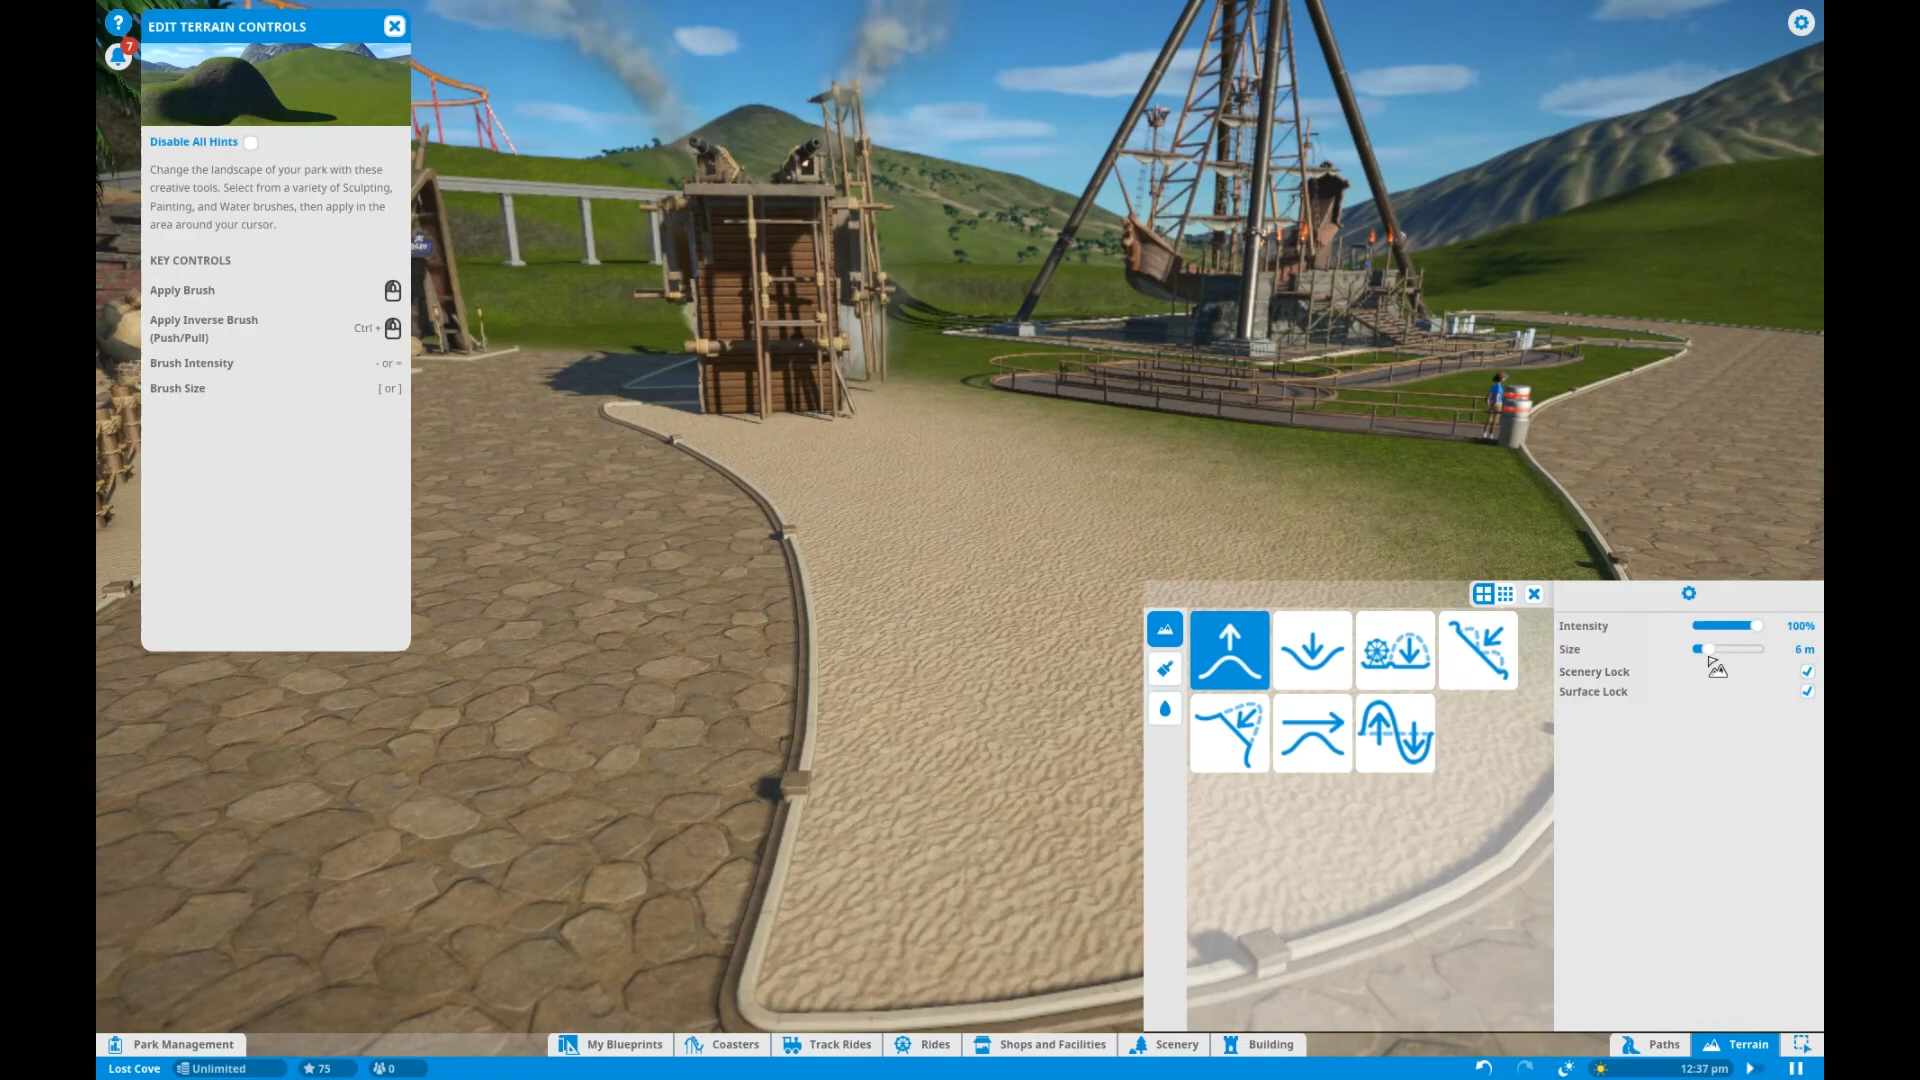 ?
7
EDIT TERRAIN CONTROLS
Disable All Hints
Change the landscape of your park with these
creative tools. Select from a variety of Sculpting,
Painting, and Water brushes, then apply in the
area around your cursor.
KEY CONTROLS
Apply Brush
Apply Inverse Brush
(Push/Pull)
Ctrl +
Brush Intensity
- or =
Brush Size
[ or ]
Intensity
100%
Size
6 m
Scenery Lock
Surface Lock
Park Management
My Blueprints
Coasters
Track Rides
Rides
Shops and Facilities
Scenery
Building
Paths
Terrain
Lost Cove
Unlimited
75
0
12:37 pm